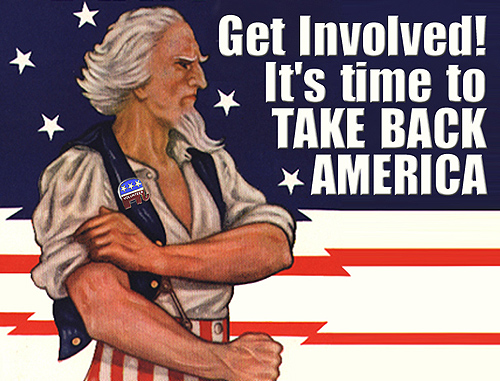 Get Involved!
It's time to
TAKE BACK
AMERICA